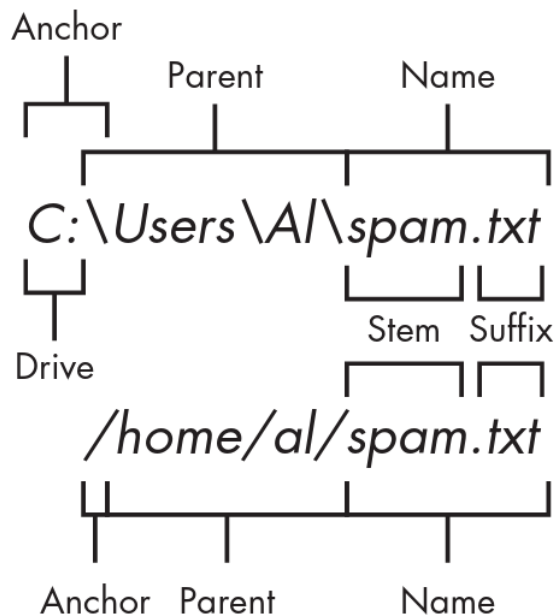 Anchor
Parent Name
C:\Users\Al\spam.txt
Stem Suffix
Drive
/home/al/spam.txt
Anchor Parent Name